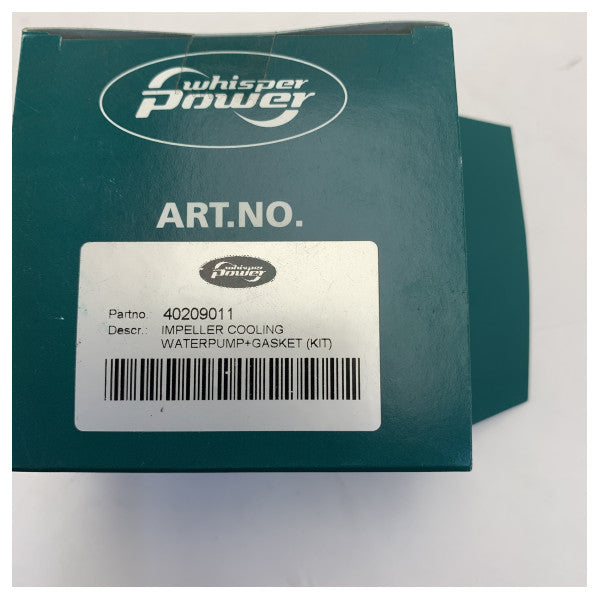 whisper
power
ART.NO.
whisper
power
Partno. 40209011
Descr.: IMPELLER COOLING
WATERPUMP+GASKET (KIT)